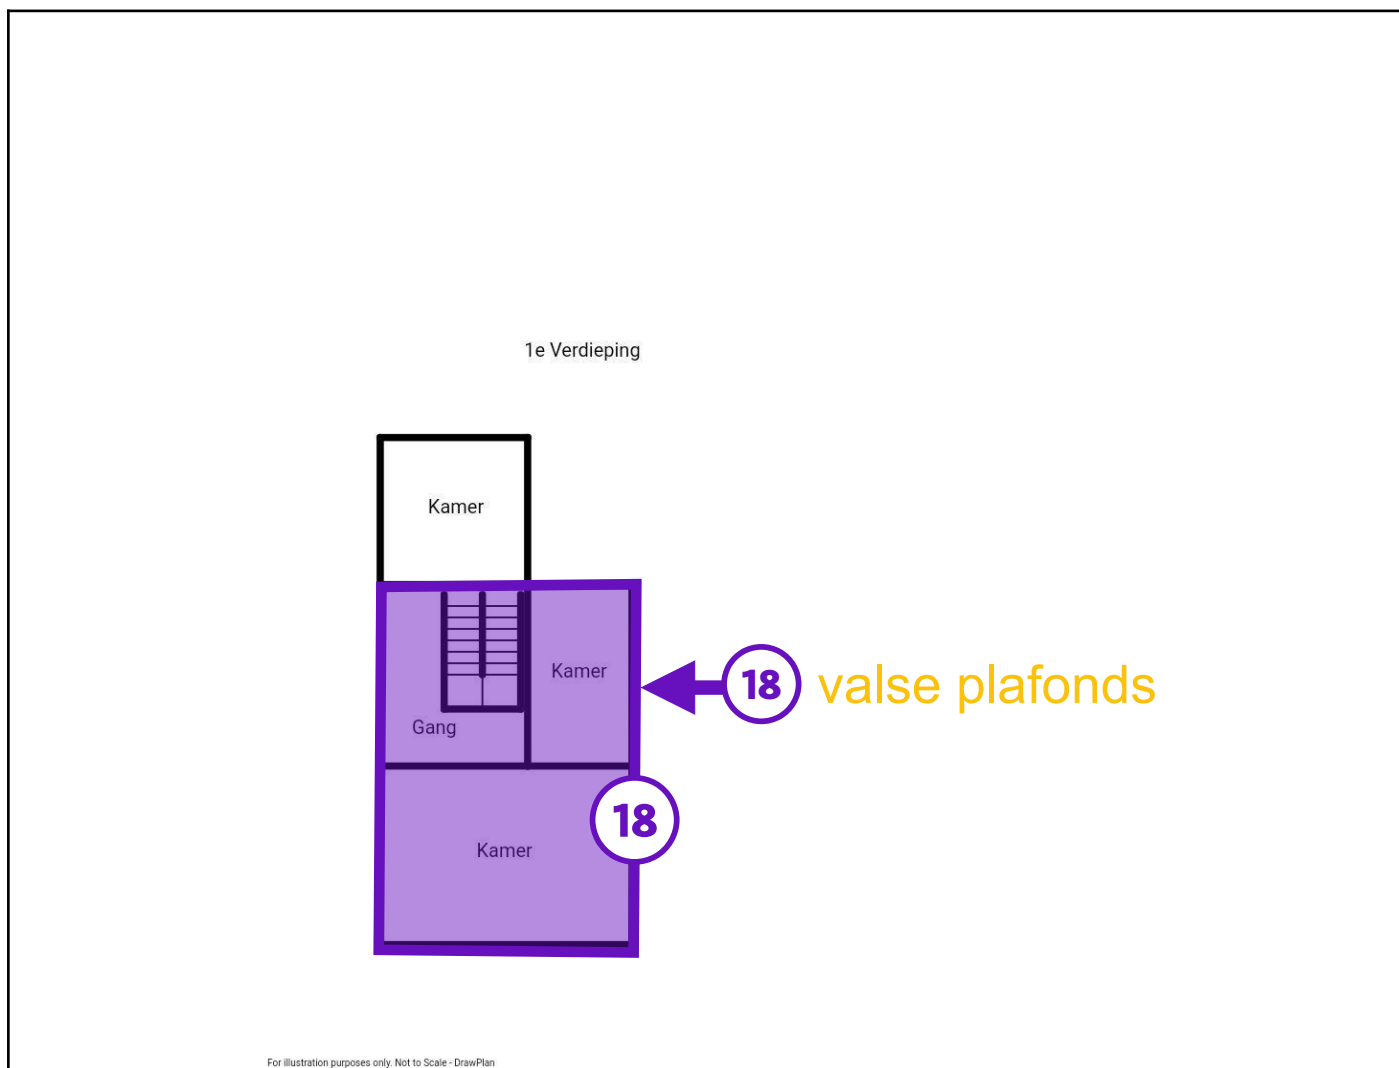 1e Verdieping
Kamer
Kamer
18 valse plafonds
Gang
18
Kamer
For illustration purposes only. Not to Scale - DrawPlan